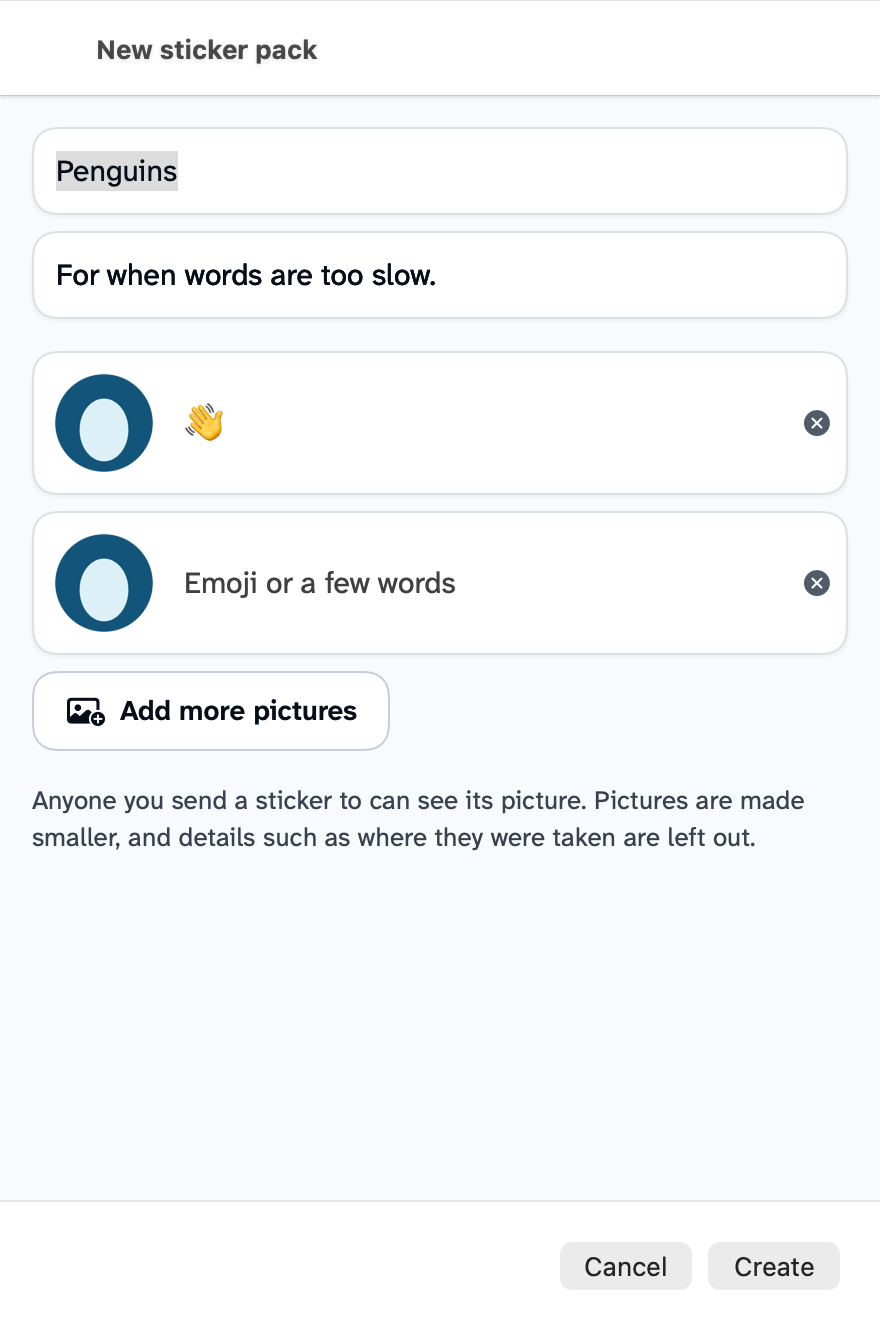 New sticker pack
Penguins
For when words are too slow.
👋
Emoji or a few words
Add more pictures
Anyone you send a sticker to can see its picture. Pictures are made
smaller, and details such as where they were taken are left out.
Cancel
Create